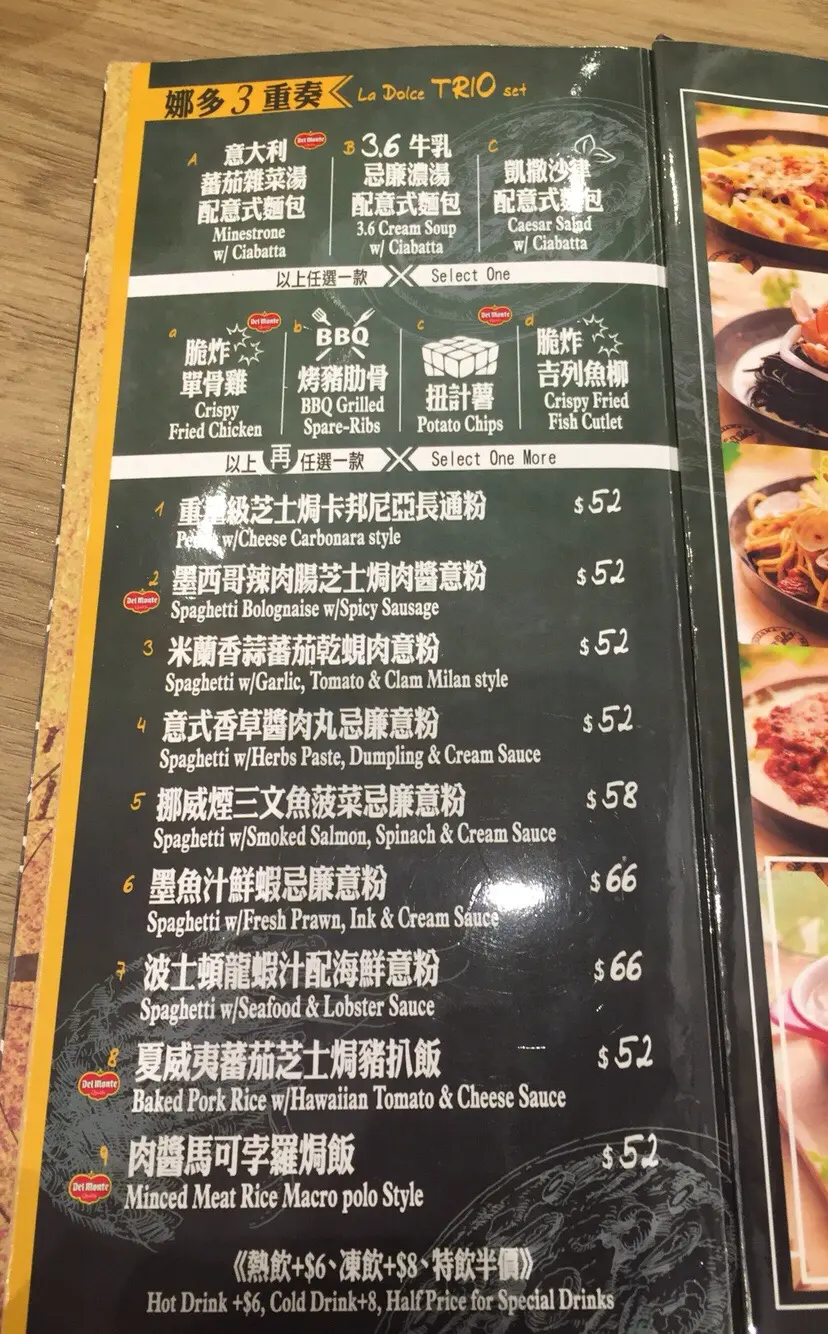 娜多3重奏 La Dolce TRIO set
A 意大利
蕃茄雜菜湯
配意式麵包
Minestrone
w/ Ciabatta
Del Monte
B 3.6 牛乳
忌廉濃湯
配意式麵包
3.6 Cream Soup
w/ Ciabatta
C 凱撒沙律
配意式麵包
Caesar Salad
w/ Ciabatta
以上任選一款 Select One
a 脆炸
單骨雞
Crispy
Fried Chicken
Del Monte
b BBQ
烤豬肋骨
BBQ Grilled
Spare-Ribs
c Del Monte
扭計薯
Potato Chips
d 脆炸
吉列魚柳
Crispy Fried
Fish Cutlet
以上再任選一款 Select One More
1 重量級芝士焗卡邦尼亞長通粉 $52
w/Cheese Carbonara style
2 墨西哥辣肉腸芝士焗肉醬意粉 $52
Del Monte Spaghetti Bolognaise w/Spicy Sausage
3 米蘭香蒜蕃茄乾蜆肉意粉 $52
Spaghetti w/Garlic, Tomato & Clam Milan style
4 意式香草醬肉丸忌廉意粉 $52
Spaghetti w/Herbs Paste, Dumpling & Cream Sauce
5 挪威煙三文魚菠菜忌廉意粉 $58
Spaghetti w/Smoked Salmon, Spinach & Cream Sauce
6 墨魚汁鮮蝦忌廉意粉 $66
Spaghetti w/Fresh Prawn, Ink & Cream Sauce
7 波士頓龍蝦汁配海鮮意粉 $66
Spaghetti w/Seafood & Lobster Sauce
8 夏威夷蕃茄芝士焗豬扒飯 $52
Del Monte Baked Pork Rice w/Hawaiian Tomato & Cheese Sauce
9 肉醬馬可孛羅焗飯 $52
Del Monte Minced Meat Rice Macro polo Style
《熱飲+$6、凍飲+$8、特飲半價》
Hot Drink +$6, Cold Drink+8, Half Price for Special Drinks